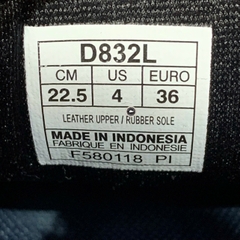 D832L
CM US EURO
22.5 4 36
LEATHER UPPER / RUBBER SOLE
MADE IN INDONESIA
FABRIQUE EN INDONESIA
F580118 PI